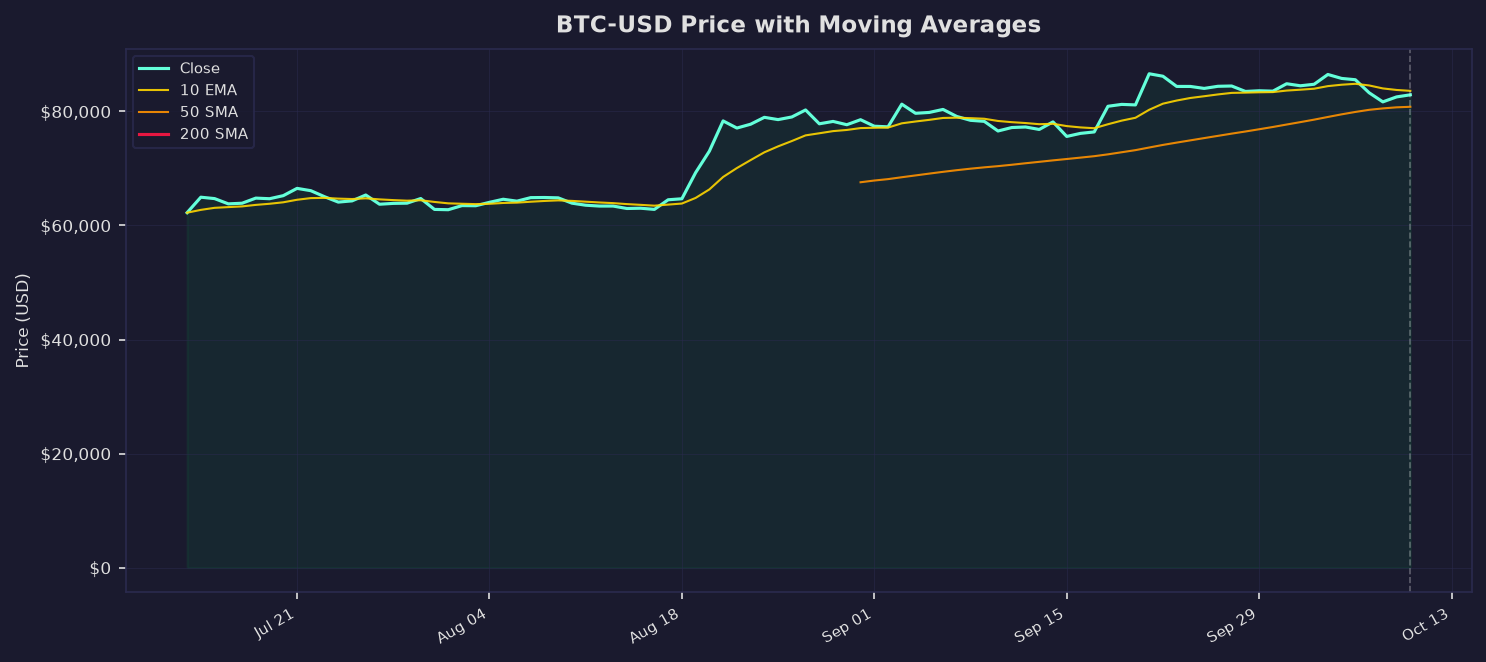 BTC-USD Price with Moving Averages
Close
10 EMA
50 SMA
200 SMA
Price (USD)
$80,000
$60,000
$40,000
$20,000
$0
Jul 21
Aug 04
Aug 18
Sep 01
Sep 15
Sep 29
Oct 13